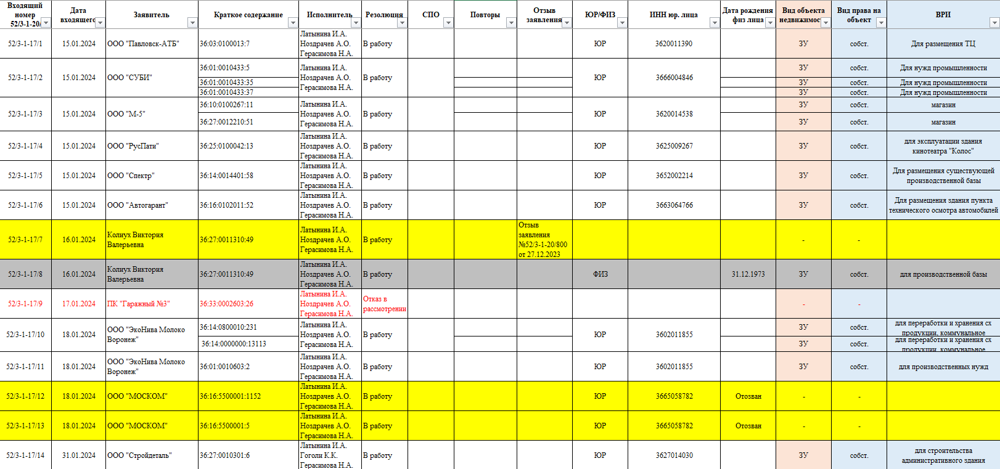 Входящий номер 52/3-1-20/ Дата входящего Заявитель Краткое содержание Исполнитель Резолюция СПО Повторы Отзыв заявления ЮР/ФИЗ ИНН юр. лица Дата рождения физ лица Вид объекта недвижимос Вид права на объект ВРИ
52/3-1-17/1 15.01.2024 ООО "Павловск-АТБ" 36:03:0100013:7 Латынина И.А. Ноздрачев А.О. Герасимова Н.А. В работу ЮР 3620011390 ЗУ собст. Для размещения ТЦ
52/3-1-17/2 15.01.2024 ООО "СУБИ" 36:01:0010433:5 Латынина И.А. Ноздрачев А.О. Герасимова Н.А. В работу ЮР 3666004846 ЗУ собст. Для нужд промышленности
36:01:0010433:35 ЗУ собст. Для нужд промышленности
36:01:0010433:37 ЗУ собст. Для нужд промышленности
52/3-1-17/3 15.01.2024 ООО "М-5" 36:10:0100267:11 Латынина И.А. Ноздрачев А.О. Герасимова Н.А. В работу ЮР 3620014538 ЗУ собст. магазин
36:27:0012210:51 ЗУ собст. магазин
52/3-1-17/4 15.01.2024 ООО "РусПати" 36:25:0100042:13 Латынина И.А. Ноздрачев А.О. Герасимова Н.А. В работу ЮР 3625009267 ЗУ собст. для эксплуатации здания кинотеатра "Колос"
52/3-1-17/5 15.01.2024 ООО "Спектр" 36:14:0014401:58 Латынина И.А. Ноздрачев А.О. Герасимова Н.А. В работу ЮР 3652002214 ЗУ собст. Для размещения существующей производственной базы
52/3-1-17/6 15.01.2024 ООО "Автогарант" 36:16:0102011:52 Латынина И.А. Ноздрачев А.О. Герасимова Н.А. В работу ЮР 3663064766 ЗУ собст. Для размещения здания пункта технического осмотра автомобилей
52/3-1-17/7 16.01.2024 Колиух Виктория Валерьевна 36:27:0011310:49 Латынина И.А. Ноздрачев А.О. Герасимова Н.А. В работу Отзыв заявления №52/3-1-20/800 от 27.12.2023 - -
52/3-1-17/8 16.01.2024 Колиух Виктория Валерьевна 36:27:0011310:49 Латынина И.А. Ноздрачев А.О. Герасимова Н.А. В работу ФИЗ 31.12.1973 ЗУ собст. для производственной базы
52/3-1-17/9 17.01.2024 ПК "Гаражный №3" 36:33:0002603:26 Латынина И.А. Ноздрачев А.О. Герасимова Н.А. Отказ в рассмотрении - -
52/3-1-17/10 18.01.2024 ООО "ЭкоНива Молоко Воронеж" 36:14:0800010:231 Латынина И.А. Ноздрачев А.О. Герасимова Н.А. В работу ЮР 3602011855 ЗУ собст. для переработки и хранения сх продукции, коммунальное
36:14:0000000:13113 ЗУ собст. для переработки и хранения сх продукции, коммунальное
52/3-1-17/11 18.01.2024 ООО "ЭкоНива Молоко Воронеж" 36:01:0010603:2 Латынина И.А. Ноздрачев А.О. Герасимова Н.А. В работу ЮР 3602011855 ЗУ собст. для производственных нужд
52/3-1-17/12 18.01.2024 ООО "МОСКОМ" 36:16:5500001:1152 Латынина И.А. Ноздрачев А.О. Герасимова Н.А. В работу ЮР 3665058782 Отозван - -
52/3-1-17/13 18.01.2024 ООО "МОСКОМ" 36:16:5500001:5 Латынина И.А. Ноздрачев А.О. Герасимова Н.А. В работу ЮР 3665058782 Отозван - -
52/3-1-17/14 31.01.2024 ООО "Стройдеталь" 36:27:0010301:6 Латынина И.А. Гоголи К.К. Герасимова Н.А. В работу ЮР 3627014030 ЗУ собст. для строительства административного здания